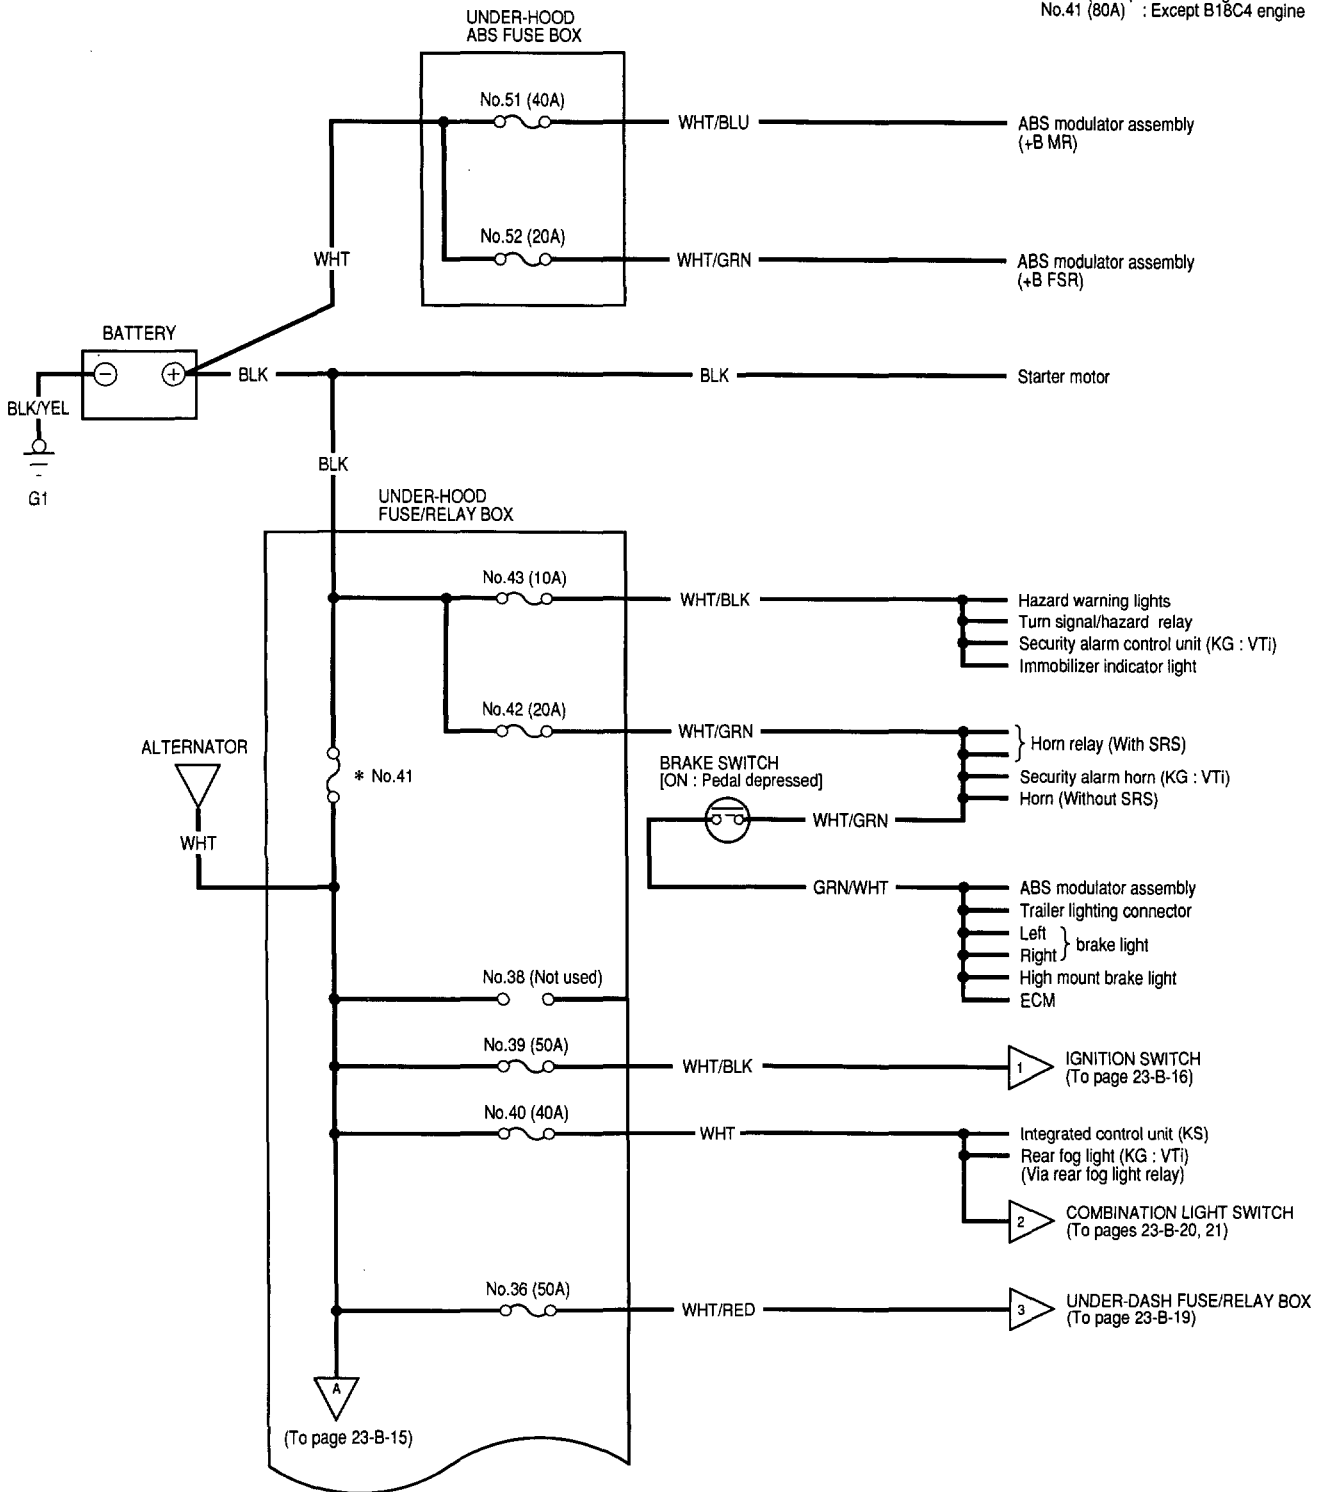 No.41 (80A) : Except B18C4 engine
UNDER-HOOD
ABS FUSE BOX
No.51 (40A)
WHT/BLU
ABS modulator assembly
(+B MR)
No.52 (20A)
WHT/GRN
ABS modulator assembly
(+B FSR)
WHT
BATTERY
BLK
BLK
Starter motor
BLK/YEL
G1
BLK
UNDER-HOOD
FUSE/RELAY BOX
No.43 (10A)
WHT/BLK
Hazard warning lights
Turn signal/hazard relay
Security alarm control unit (KG : VTi)
Immobilizer indicator light
No.42 (20A)
WHT/GRN
Horn relay (With SRS)
Security alarm horn (KG : VTi)
Horn (Without SRS)
ALTERNATOR
WHT
* No.41
BRAKE SWITCH
[ON : Pedal depressed]
WHT/GRN
GRN/WHT
ABS modulator assembly
Trailer lighting connector
Left
Right
brake light
High mount brake light
ECM
No.38 (Not used)
No.39 (50A)
WHT/BLK
1
IGNITION SWITCH
(To page 23-B-16)
No.40 (40A)
WHT
Integrated control unit (KS)
Rear fog light (KG : VTi)
(Via rear fog light relay)
2
COMBINATION LIGHT SWITCH
(To pages 23-B-20, 21)
No.36 (50A)
WHT/RED
3
UNDER-DASH FUSE/RELAY BOX
(To page 23-B-19)
A
(To page 23-B-15)